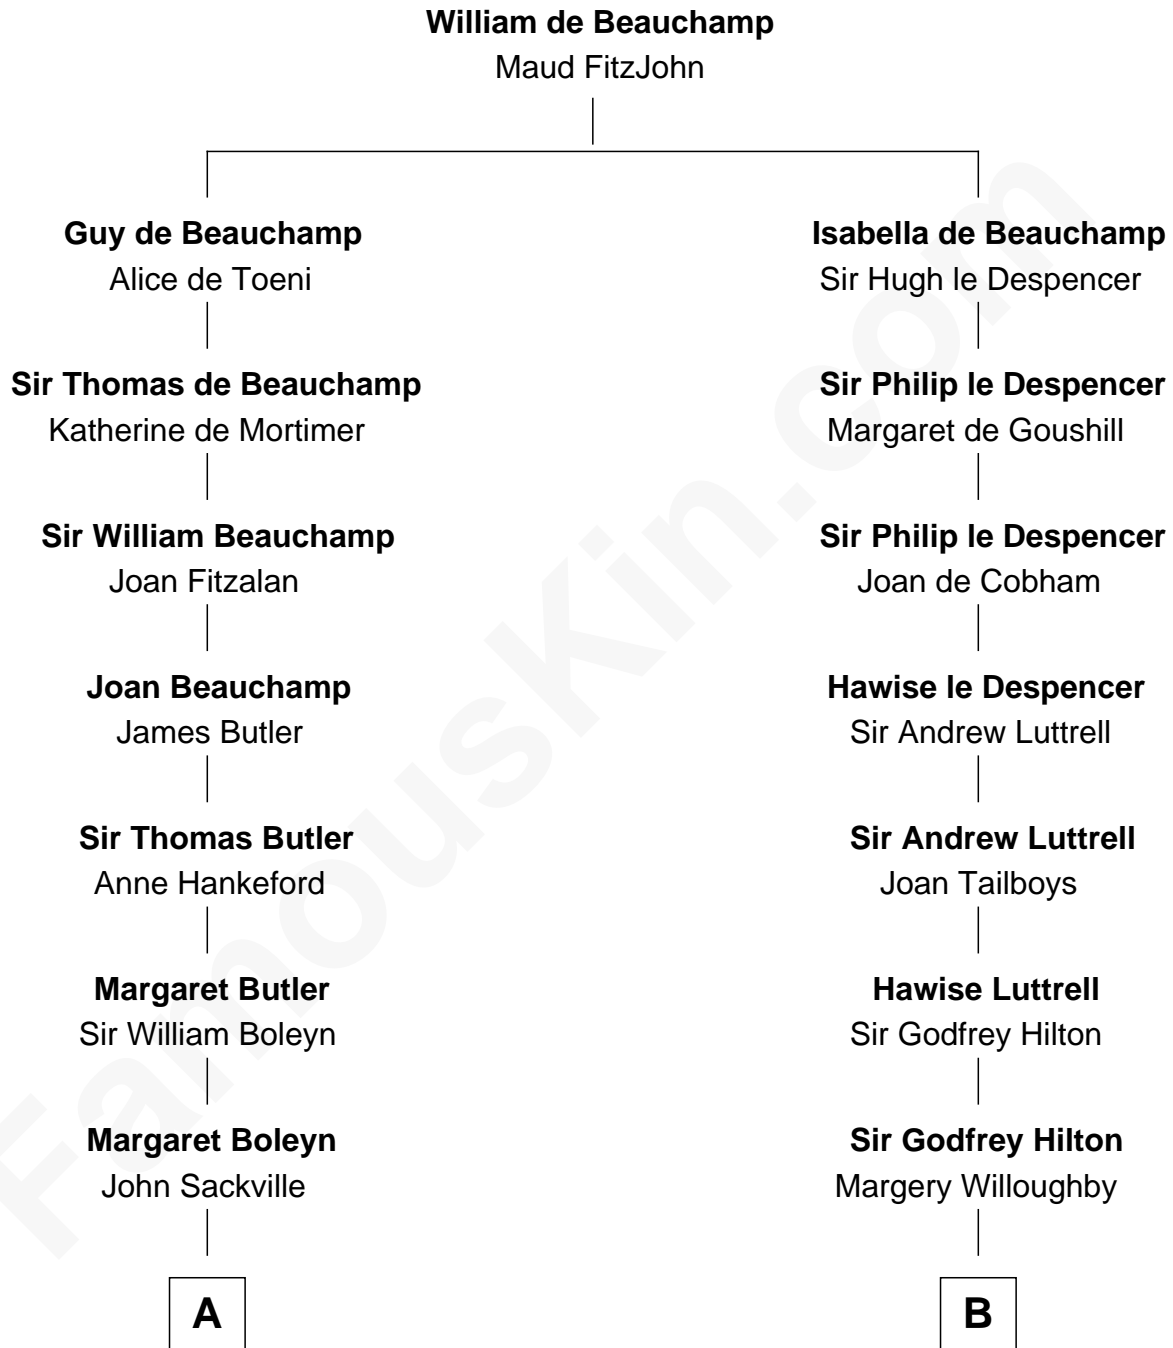 William de Beauchamp
Maud FitzJohn
Guy de Beauchamp
Alice de Toeni
Sir Thomas de Beauchamp
Katherine de Mortimer
Sir William Beauchamp
Joan Fitzalan
Joan Beauchamp
James Butler
Sir Thomas Butler
Anne Hankeford
Margaret Butler
Sir William Boleyn
Margaret Boleyn
John Sackville
A
Isabella de Beauchamp
Sir Hugh le Despencer
Sir Philip le Despencer
Margaret de Goushill
Sir Philip le Despencer
Joan de Cobham
Hawise le Despencer
Sir Andrew Luttrell
Sir Andrew Luttrell
Joan Tailboys
Hawise Luttrell
Sir Godfrey Hilton
Sir Godfrey Hilton
Margery Willoughby
B
FamousKin.com